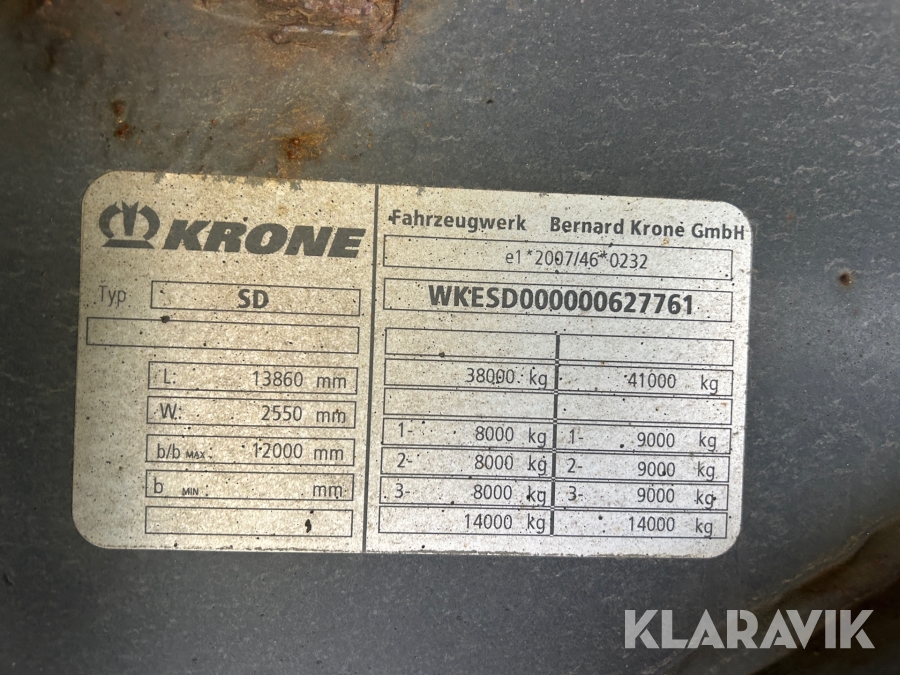 KRONE
Typ SD
L: 13860 mm
W: 2550 mm
b/b MAX: 12000 mm
b MIN: mm
Fahrzeugwerk Bernard Krone GmbH
e1*2007/46*0232
WKESD000000627761
38000 kg 41000 kg
1- 8000 kg 1- 9000 kg
2- 8000 kg 2- 9000 kg
3- 8000 kg 3- 9000 kg
14000 kg 14000 kg
KLARAVIK